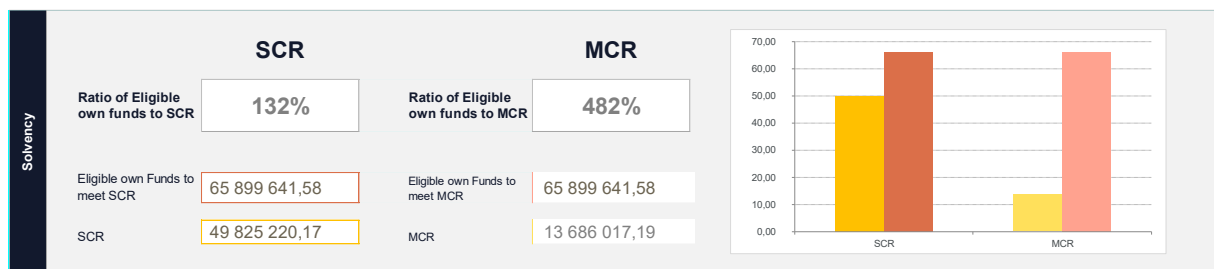 Solvency
SCR
MCR
Ratio of Eligible
own funds to SCR
132%
Ratio of Eligible
own funds to MCR
482%
Eligible own Funds to
meet SCR
65 899 641,58
Eligible own Funds to
meet MCR
65 899 641,58
SCR
49 825 220,17
MCR
13 686 017,19
70,00
60,00
50,00
40,00
30,00
20,00
10,00
0,00
SCR
MCR